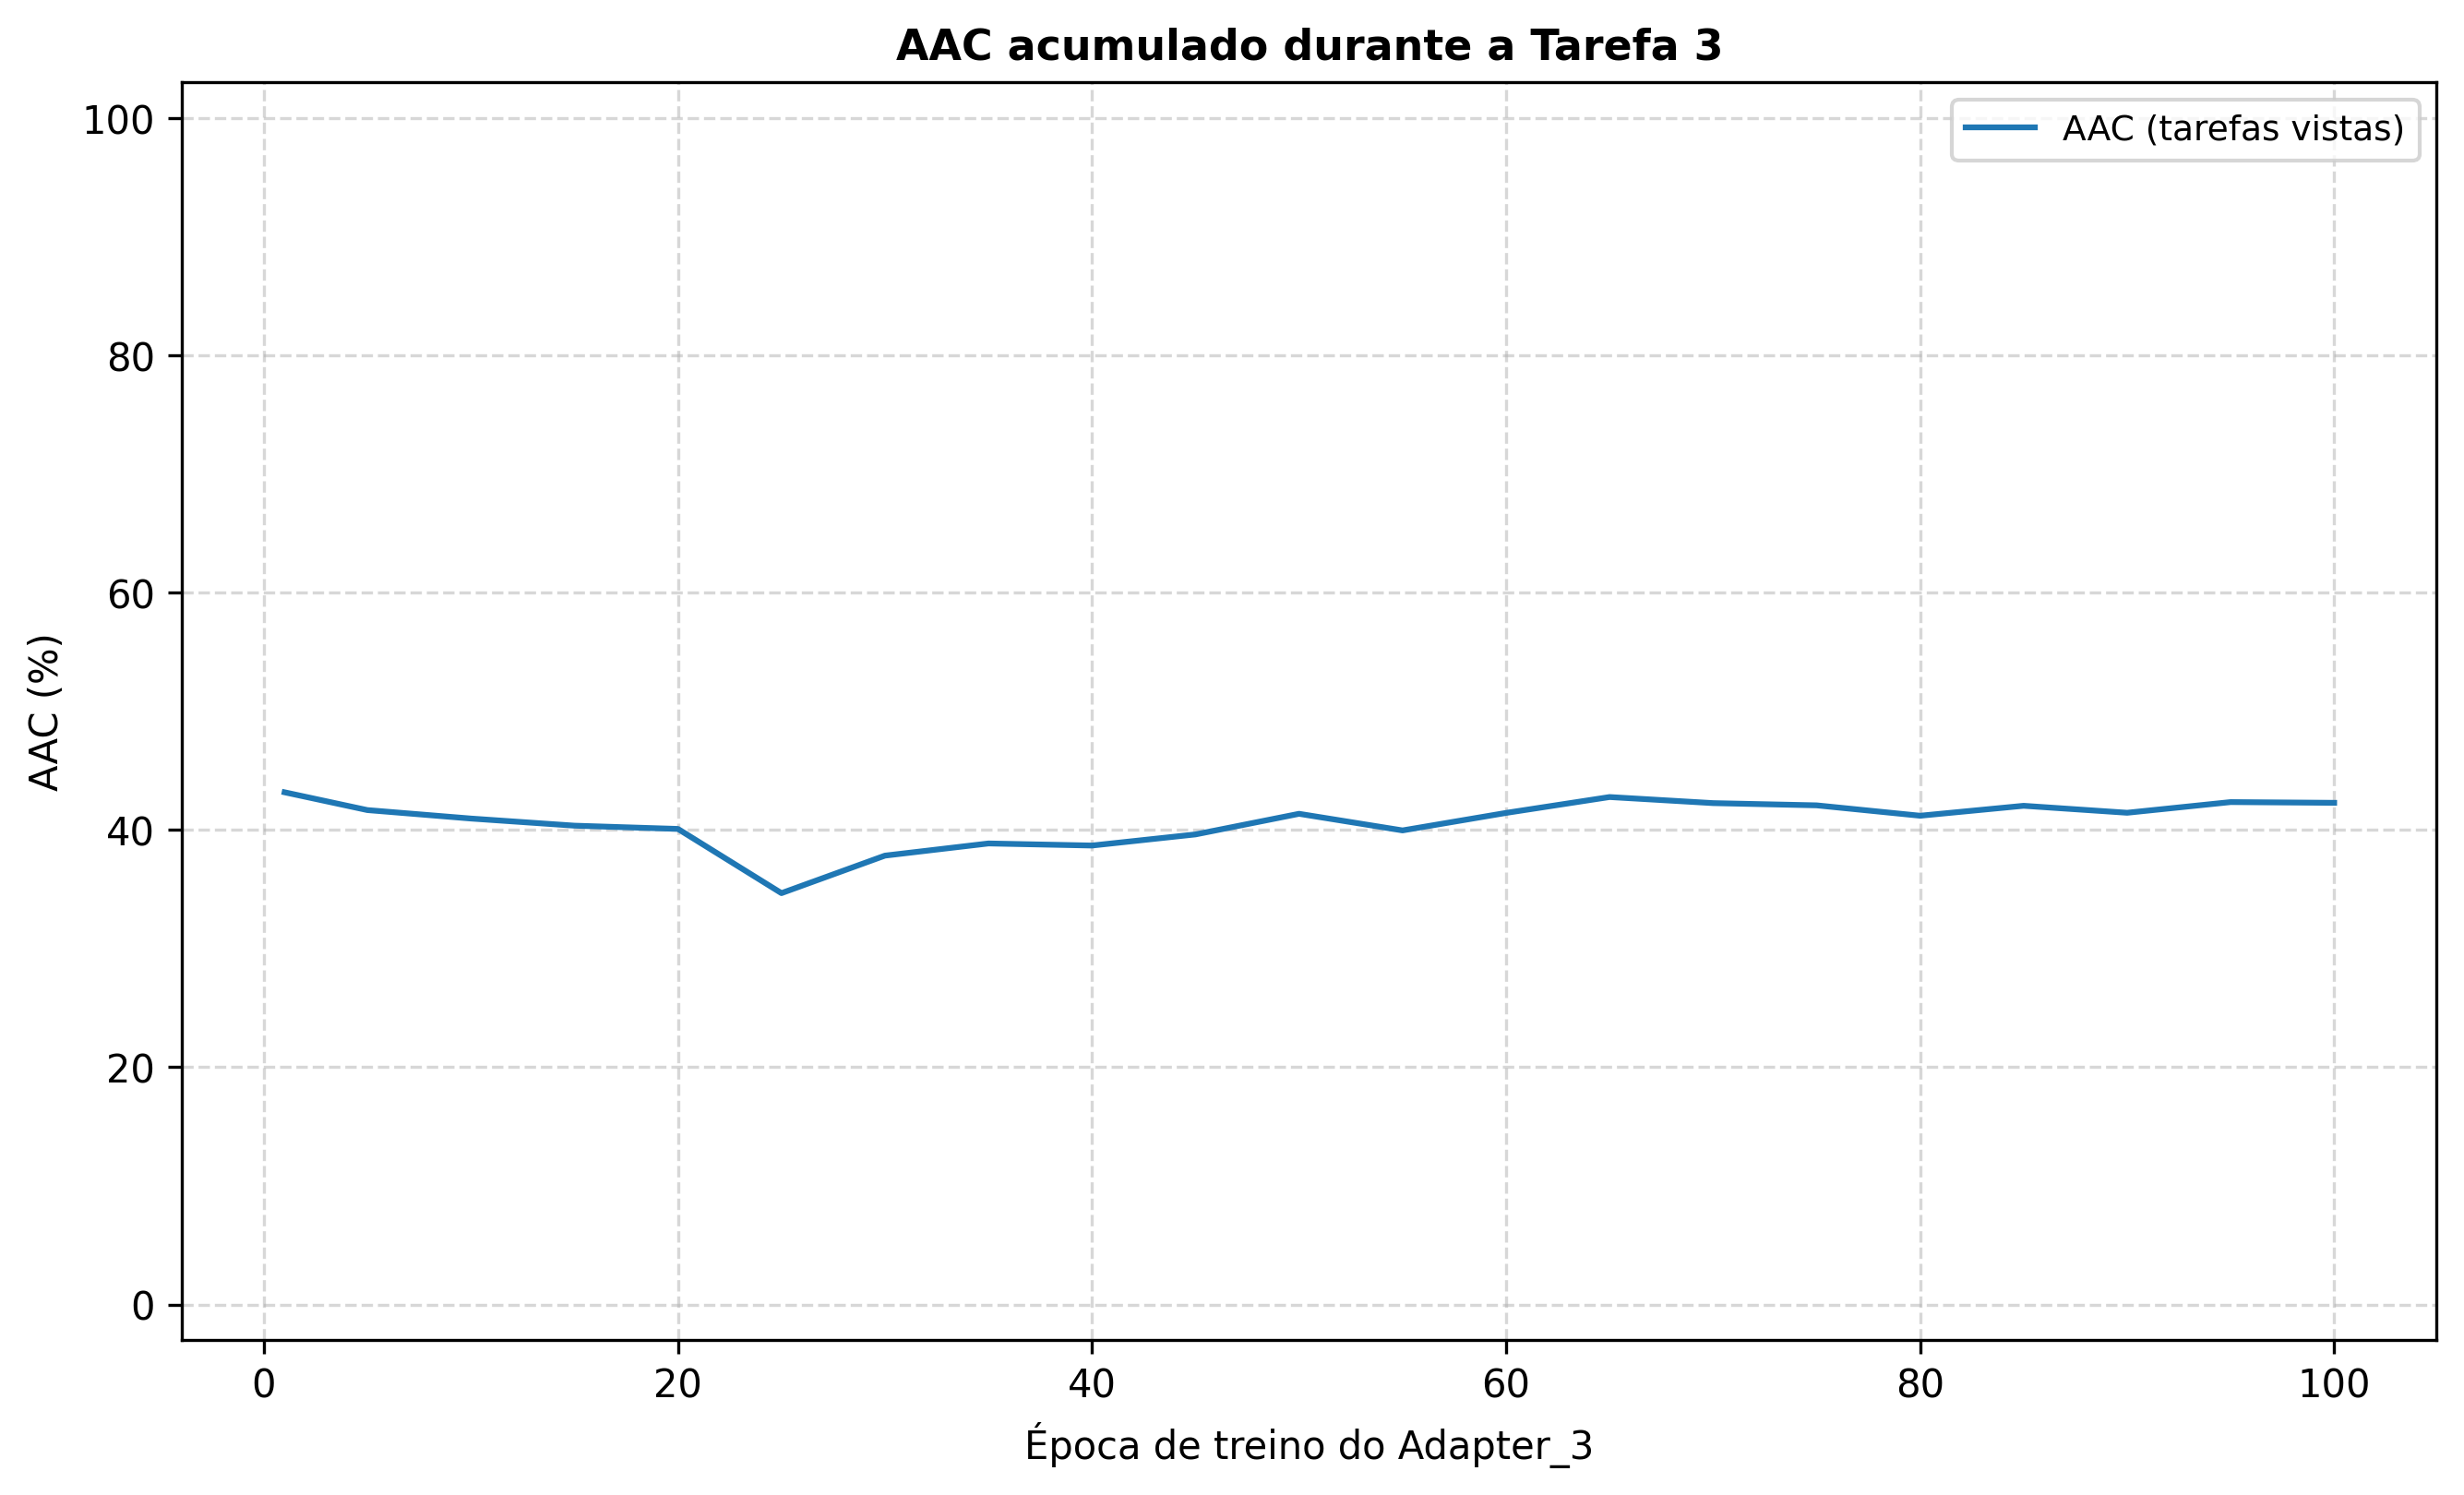 AAC acumulado durante a Tarefa 3
AAC (tarefas vistas)
AAC (%)
100
80
60
40
20
0
0 20 40 60 80 100
Época de treino do Adapter_3